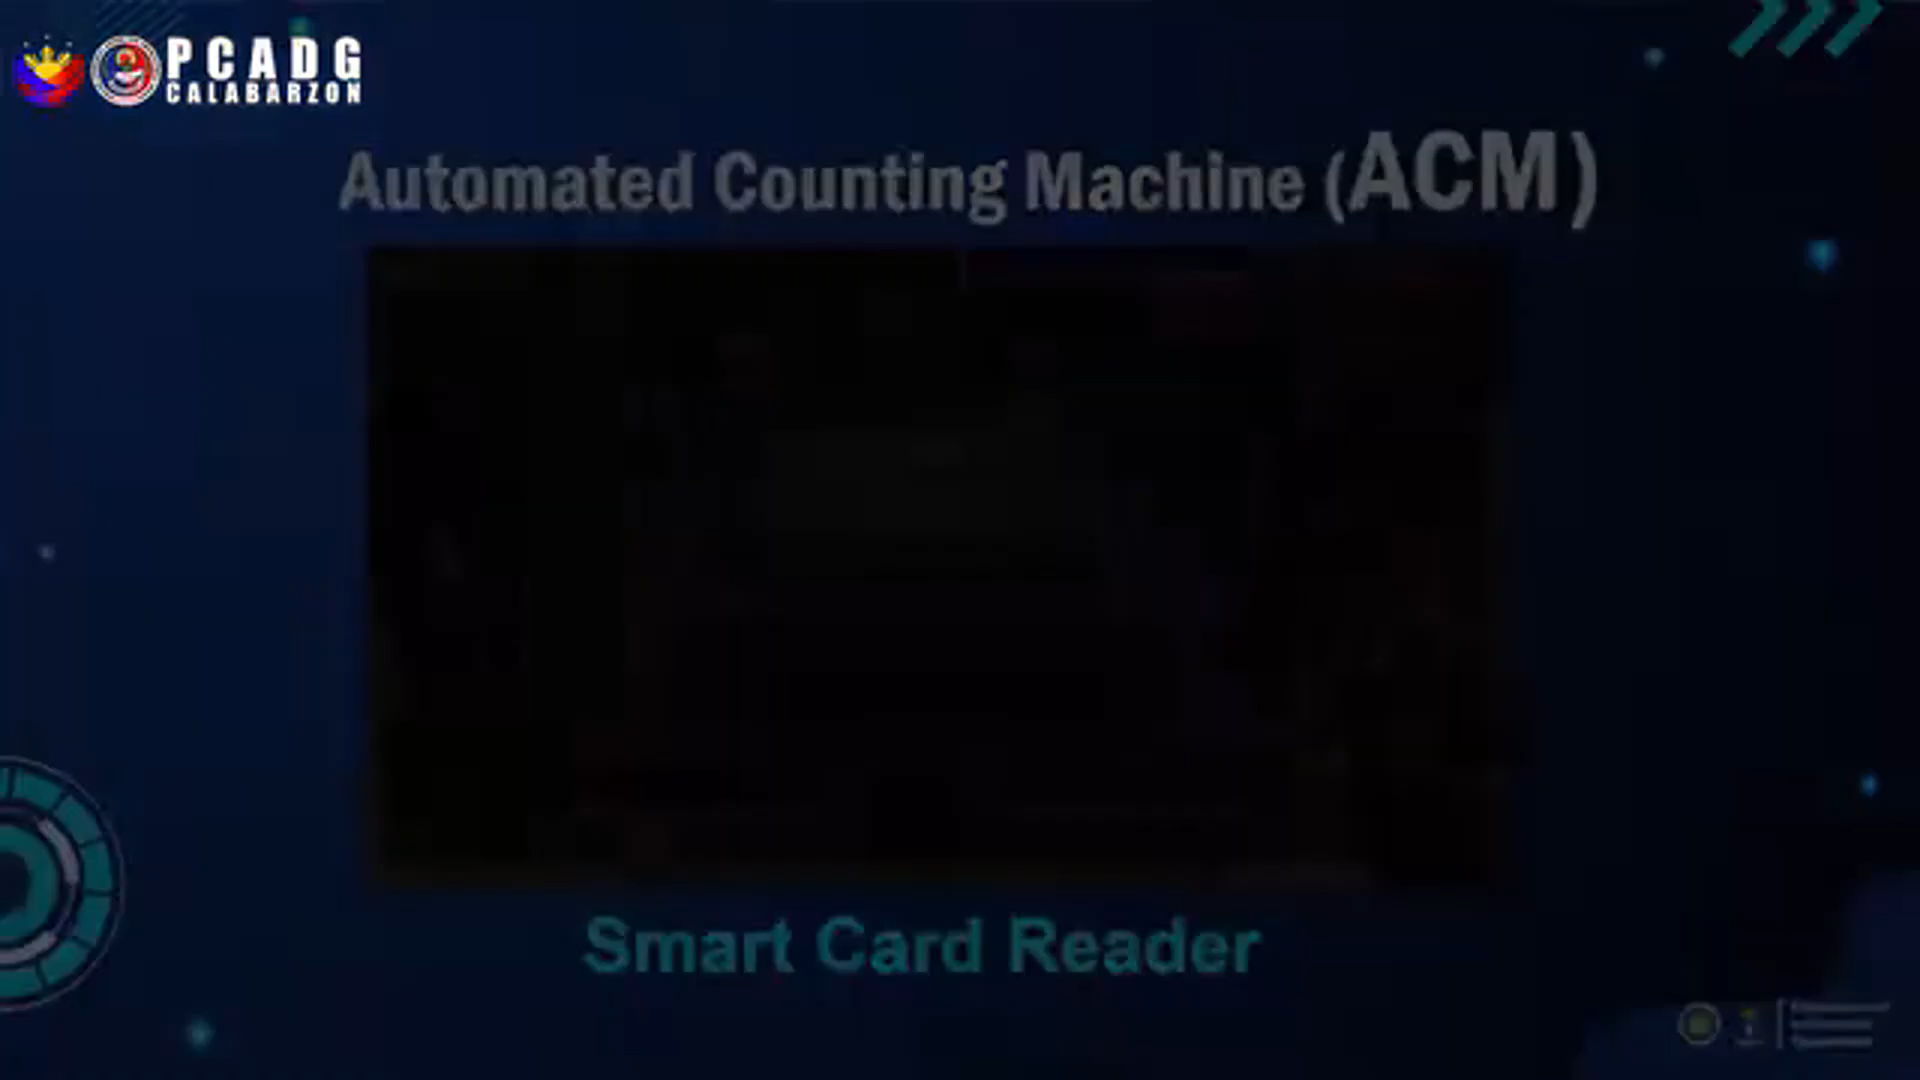 PCADG
CALABARZON
Automated Counting Machine (ACM)
Smart Card Reader